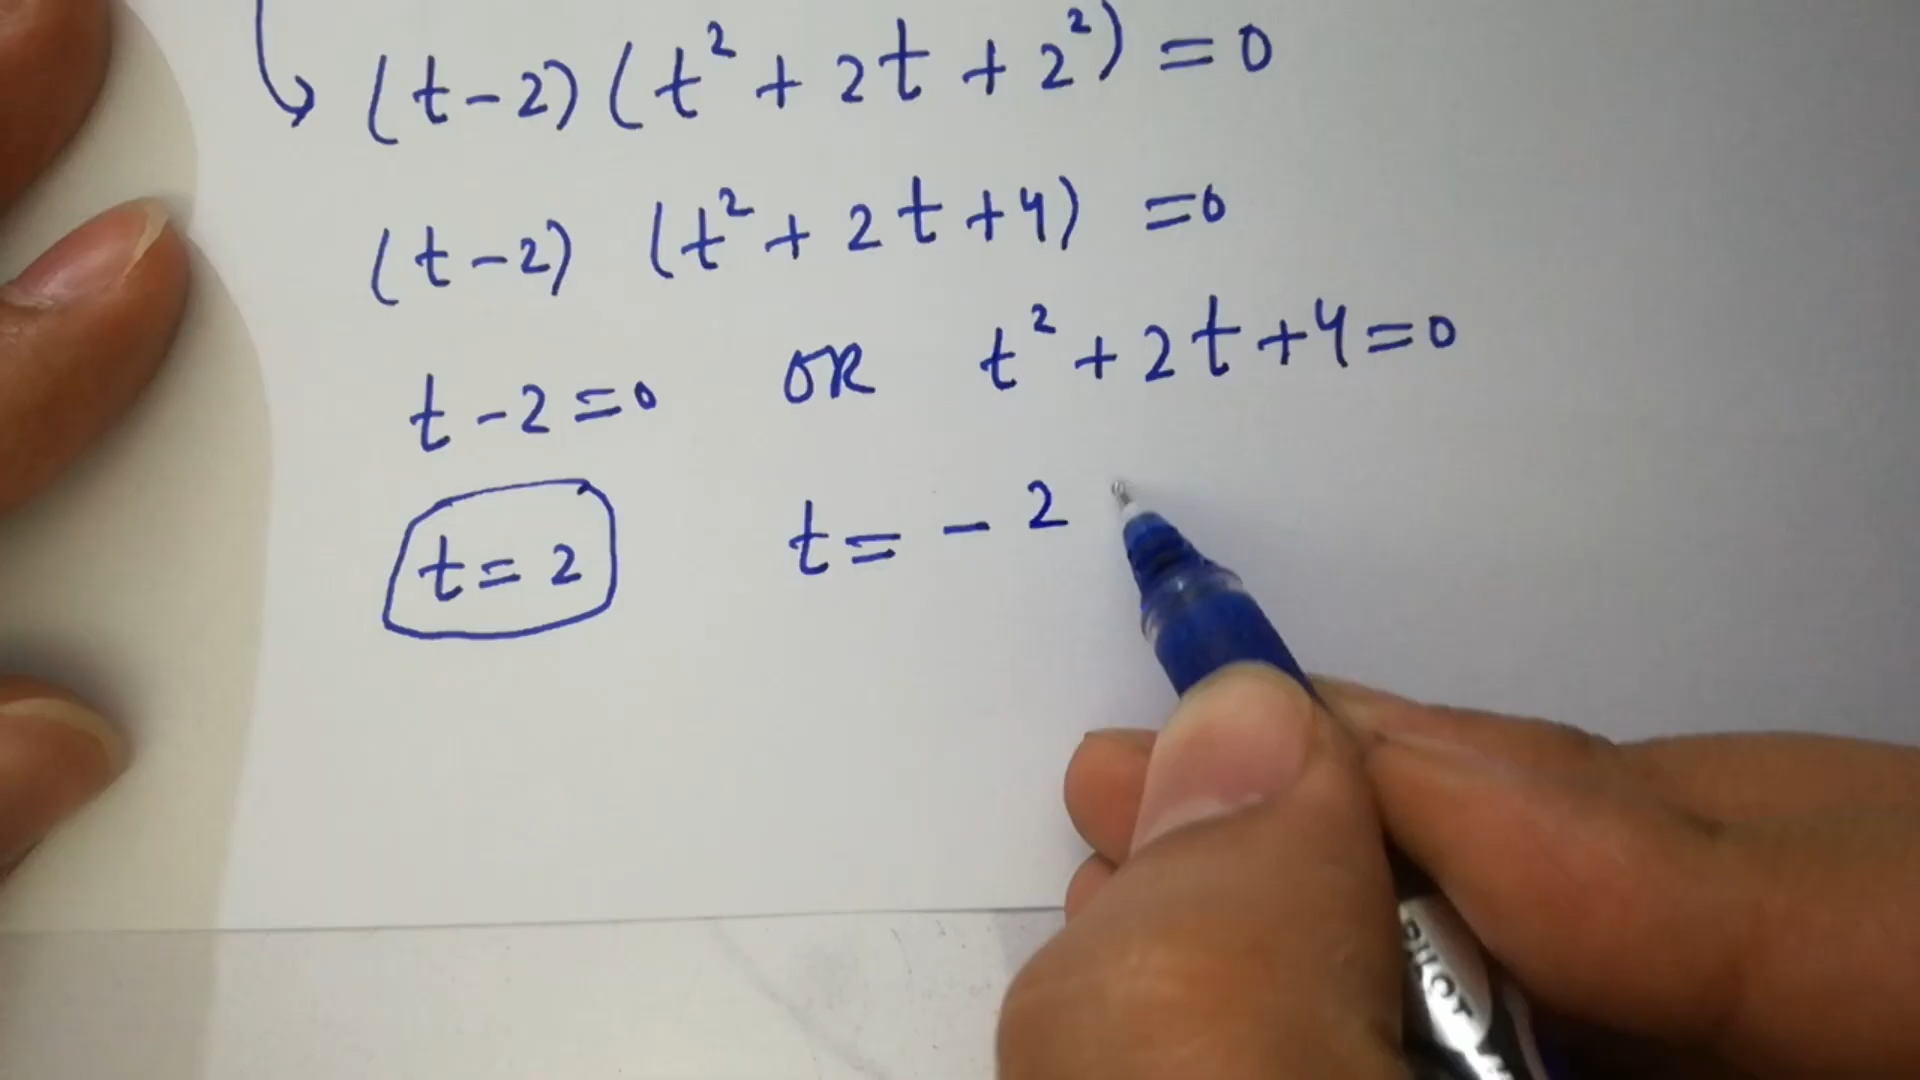 (t-2)(t²+2t+2²)=0
(t-2) (t²+2t+4) =0
t-2=0 OR t²+2t+4=0
t=2 t=-2
PILOT